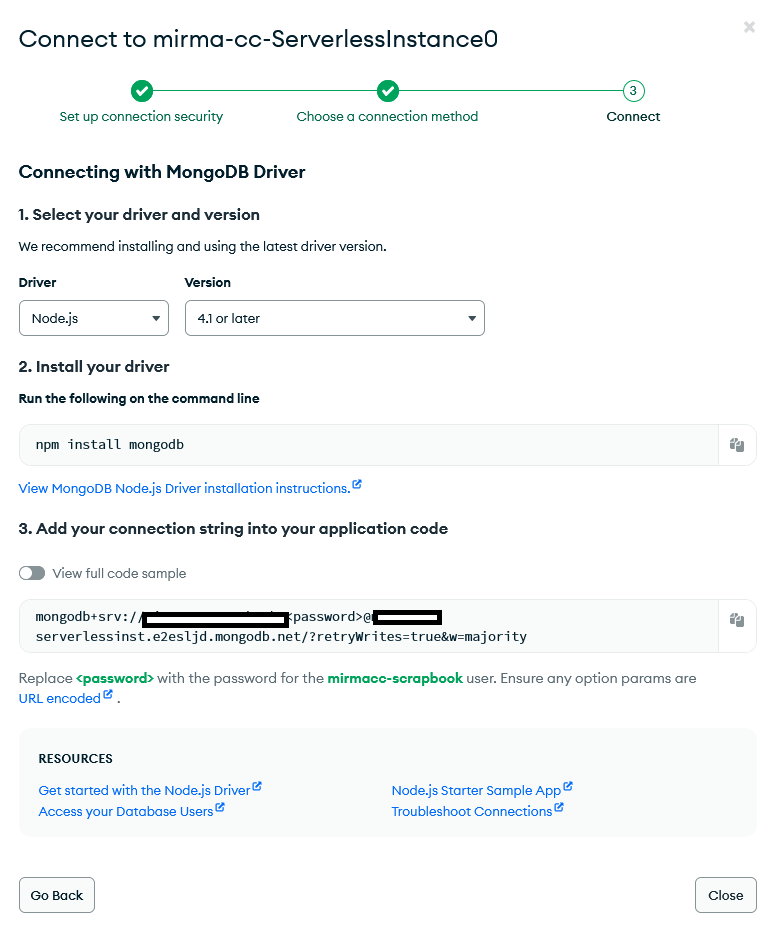 Connect to mirma-cc-ServerlessInstance0
Set up connection security
Choose a connection method
3
Connect
Connecting with MongoDB Driver
1. Select your driver and version
We recommend installing and using the latest driver version.
Driver
Version
Node.js
4.1 or later
2. Install your driver
Run the following on the command line
npm install mongodb
View MongoDB Node.js Driver installation instructions.
3. Add your connection string into your application code
View full code sample
mongodb+srv:// <password>@
serverlessinst.e2esljd.mongodb.net/?retryWrites=true&w=majority
Replace <password> with the password for the mirmacc-scrapbook user. Ensure any option params are
URL encoded .
RESOURCES
Get started with the Node.js Driver
Node.js Starter Sample App
Access your Database Users
Troubleshoot Connections
Go Back
Close